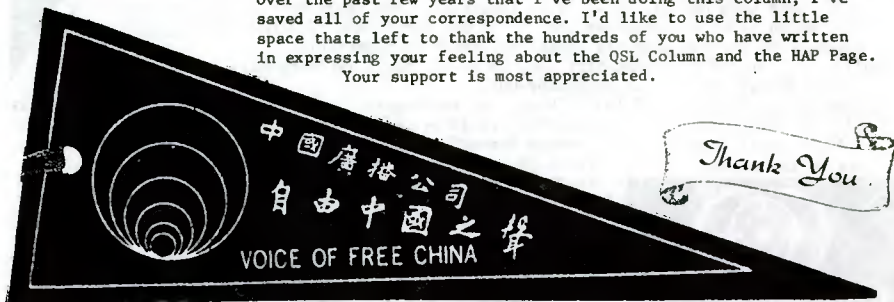 Over the past few years that I've been doing this column, I've
saved all of your correspondence. I'd like to use the little
space thats left to thank the hundreds of you who have written
in expressing your feeling about the QSL Column and the HAP Page.
Your support is most appreciated.
中國廣播公司
自由中國之聲
VOICE OF FREE CHINA
Thank You.